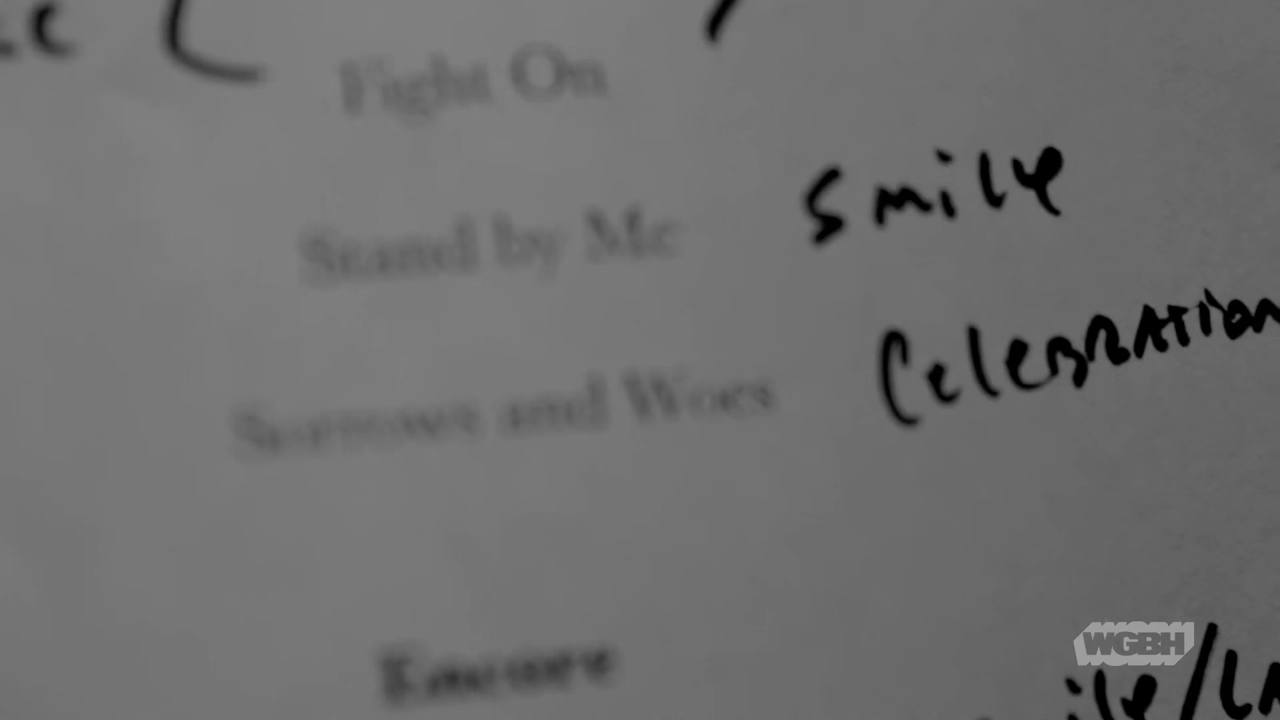 Fight On
Stand by Me
smile
Sorrows and Woes
CeleBRATion
Encore
WGBH